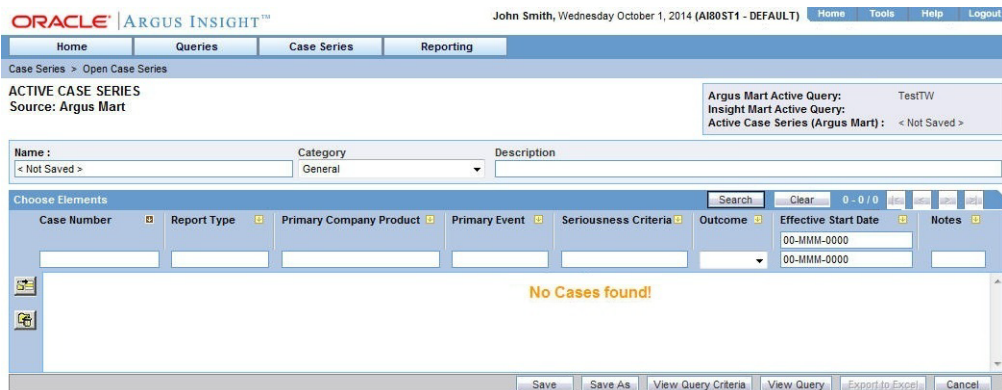 ORACLE® | ARGUS INSIGHT™
John Smith, Wednesday October 1, 2014 (AI80ST1 - DEFAULT) Home Tools Help Logout
Home Queries Case Series Reporting
Case Series > Open Case Series
ACTIVE CASE SERIES
Source: Argus Mart
Argus Mart Active Query: TestTW
Insight Mart Active Query:
Active Case Series (Argus Mart) : < Not Saved >
Name : Category Description
< Not Saved > General
Choose Elements Search Clear 0 - 0 / 0
Case Number Report Type Primary Company Product Primary Event Seriousness Criteria Outcome Effective Start Date Notes
00-MMM-0000
00-MMM-0000
No Cases found!
Save Save As View Query Criteria View Query Export to Excel Cancel